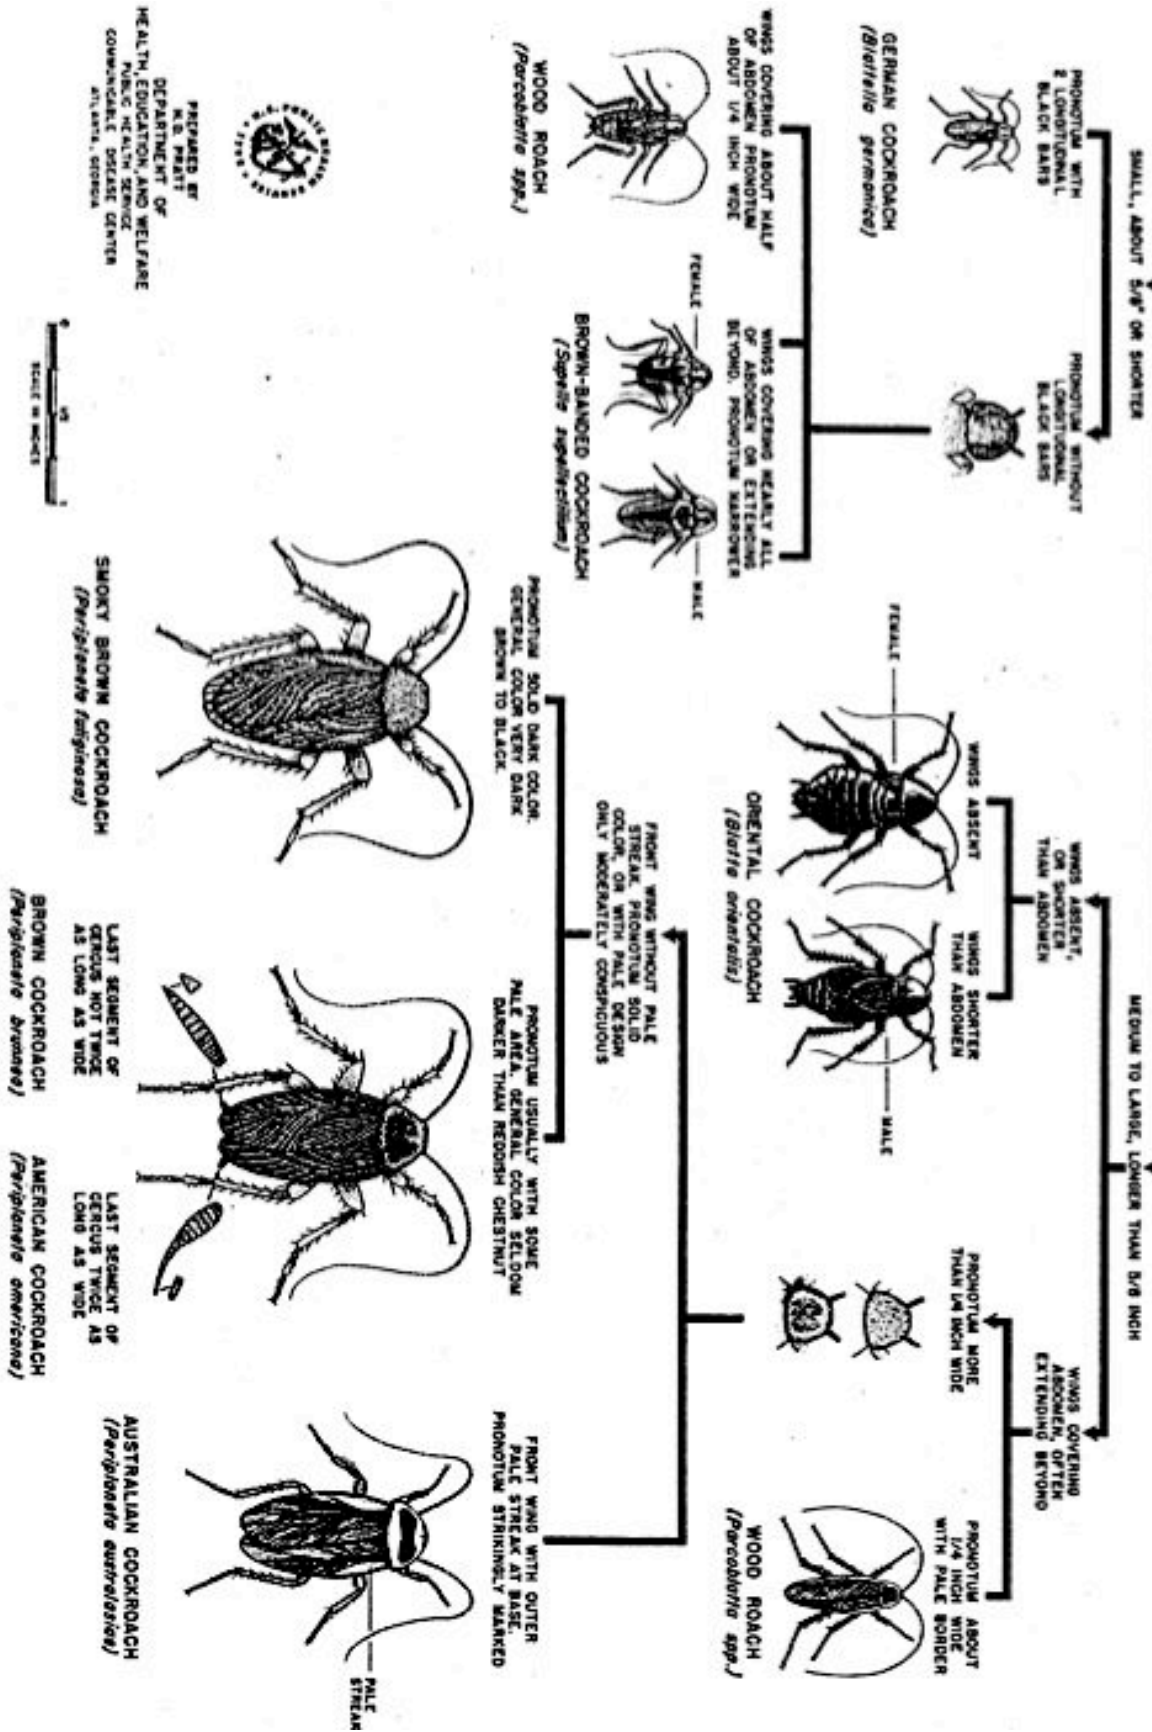 SMALL, ABOUT 5/8" OR SHORTER
MEDIUM TO LARGE, LONGER THAN 5/8 INCH
PRONOTUM WITH
2 LONGITUDINAL
BLACK BARS
PRONOTUM WITHOUT
LONGITUDINAL
BLACK BARS
WINGS ABSENT,
OR SHORTER
THAN ABDOMEN
WINGS COVERING
ABDOMEN, OFTEN
EXTENDING BEYOND
GERMAN COCKROACH
(Blattella germanica)
WINGS ABSENT
WINGS SHORTER
THAN ABDOMEN
PRONOTUM MORE
THAN 1/4 INCH WIDE
PRONOTUM ABOUT
1/4 INCH WIDE
WITH PALE BORDER
FEMALE
MALE
ORIENTAL COCKROACH
(Blatta orientalis)
WOOD ROACH
(Parcoblatta spp.)
WINGS COVERING ABOUT HALF
OF ABDOMEN PRONOTUM
ABOUT 1/4 INCH WIDE
WINGS COVERING NEARLY ALL
OF ABDOMEN OR EXTENDING
BEYOND. PRONOTUM NARROWER
FEMALE
MALE
WOOD ROACH
(Parcoblatta spp.)
BROWN-BANDED COCKROACH
(Supella supellectilium)
FRONT WING WITHOUT PALE
STREAK. PRONOTUM SOLID
COLOR, OR WITH PALE DESIGN
ONLY MODERATELY CONSPICUOUS
PRONOTUM SOLID DARK COLOR.
GENERAL COLOR VERY DARK
BROWN TO BLACK.
PRONOTUM USUALLY WITH SOME
PALE AREA. GENERAL COLOR SELDOM
DARKER THAN REDDISH CHESTNUT
FRONT WING WITH OUTER
PALE STREAK AT BASE.
PRONOTUM STRIKINGLY MARKED
PALE
STREAK
U.S. PUBLIC HEALTH SERVICE
PREPARED BY
H.D. PRATT
DEPARTMENT OF
HEALTH, EDUCATION, AND WELFARE
PUBLIC HEALTH SERVICE
COMMUNICABLE DISEASE CENTER
ATLANTA, GEORGIA
0 .5 1
SCALE IN INCHES
SMOKY BROWN COCKROACH
(Periplaneta fuliginosa)
LAST SEGMENT OF
CERCUS NOT TWICE
AS LONG AS WIDE
BROWN COCKROACH
(Periplaneta brunnea)
LAST SEGMENT OF
CERCUS TWICE AS
LONG AS WIDE
AMERICAN COCKROACH
(Periplaneta americana)
AUSTRALIAN COCKROACH
(Periplaneta australasiae)